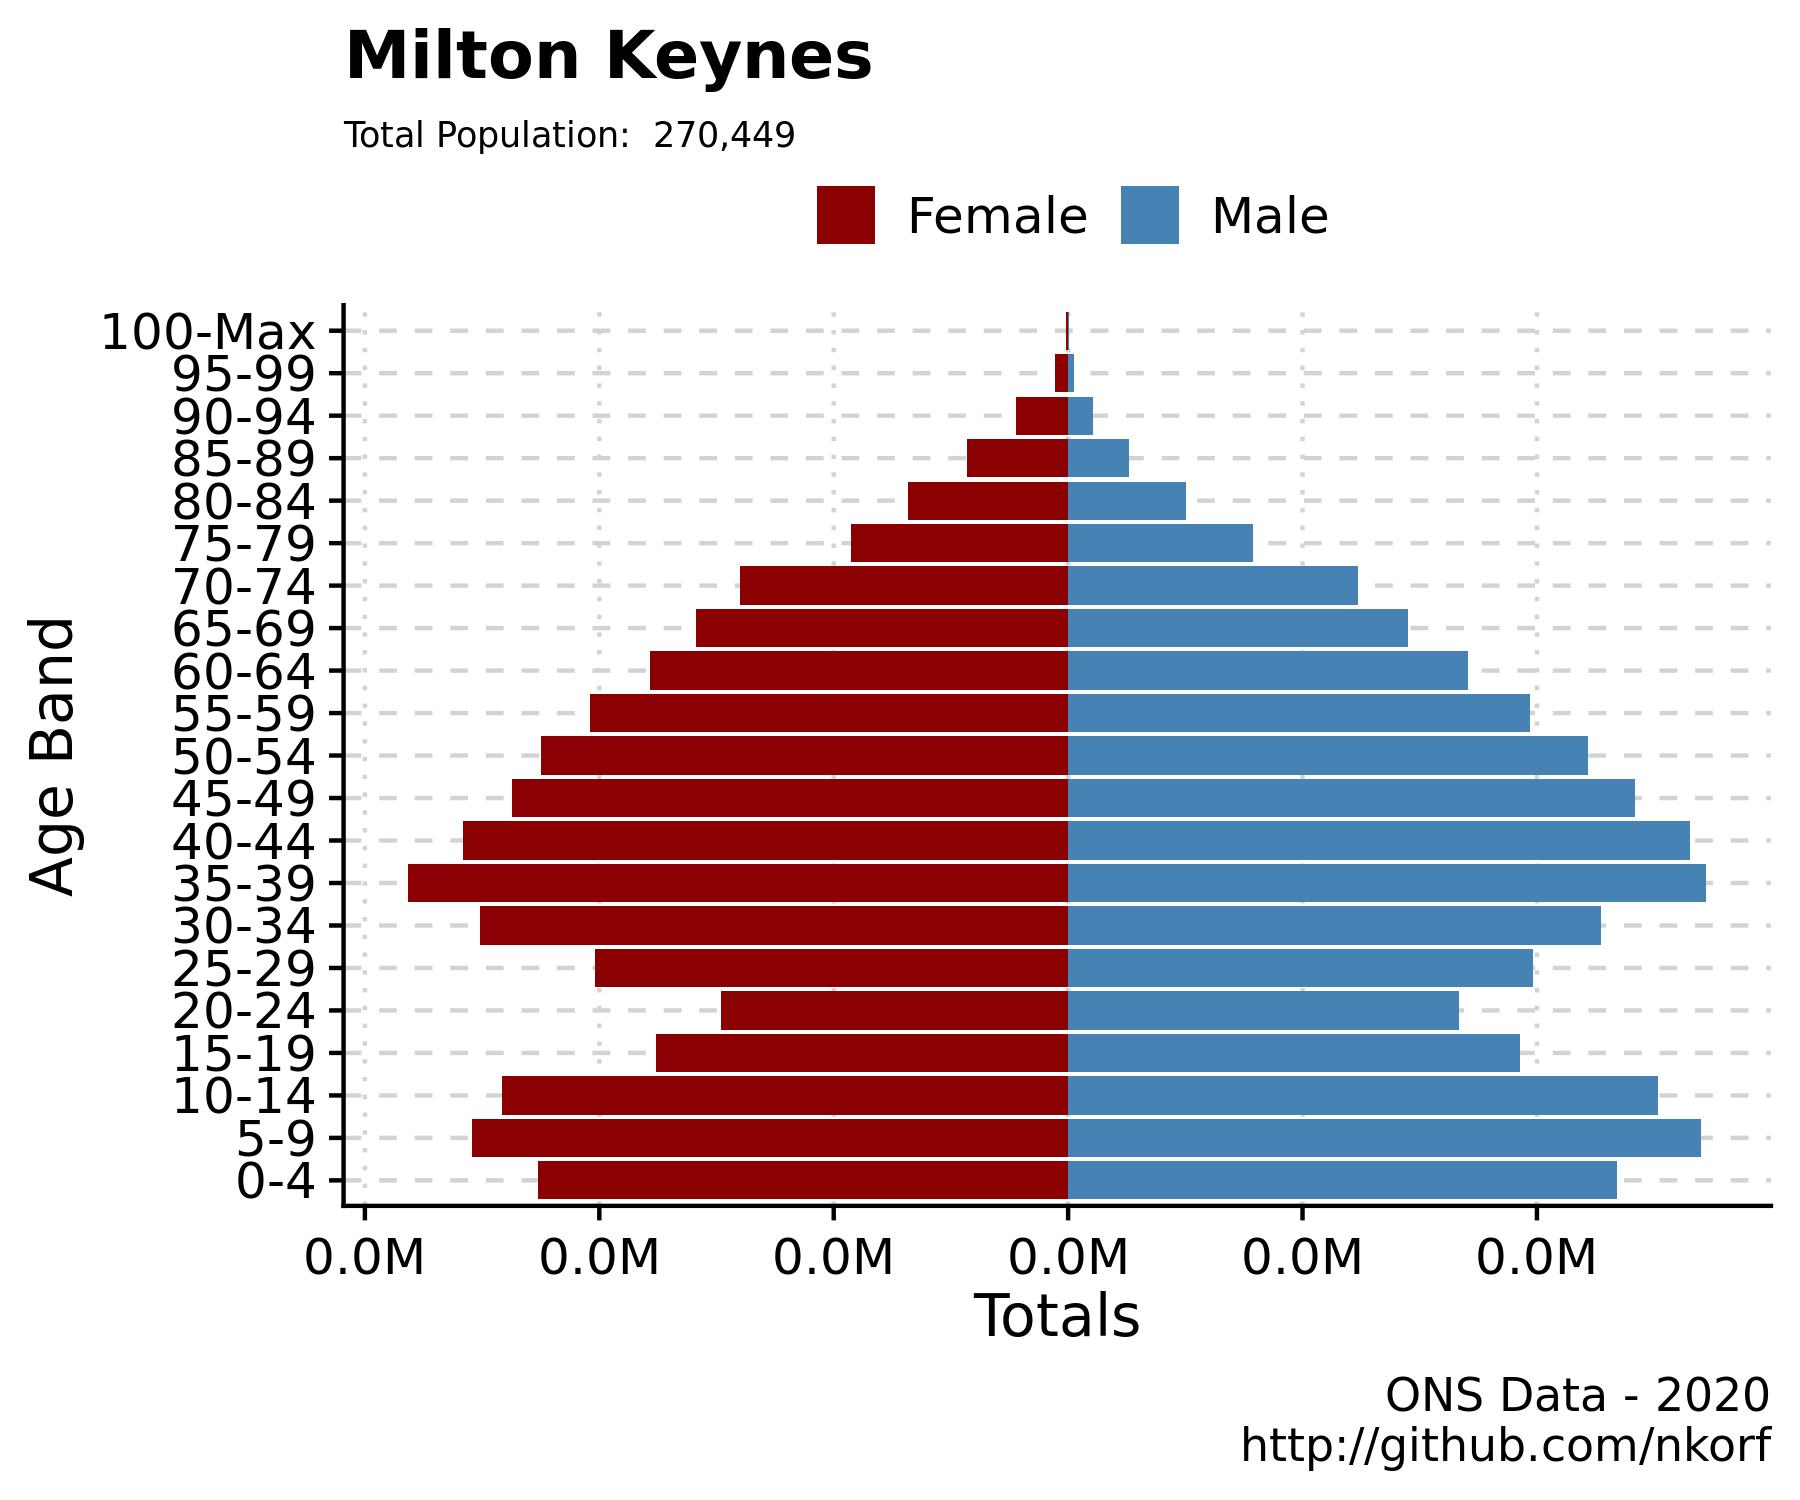 Milton Keynes
Total Population:  270,449
Female Male
100-Max
95-99
90-94
85-89
80-84
75-79
70-74
65-69
60-64
55-59
50-54
45-49
40-44
35-39
30-34
25-29
20-24
15-19
10-14
5-9
0-4
Age Band
0.0M 0.0M 0.0M 0.0M 0.0M 0.0M
Totals
ONS Data - 2020
http://github.com/nkorf